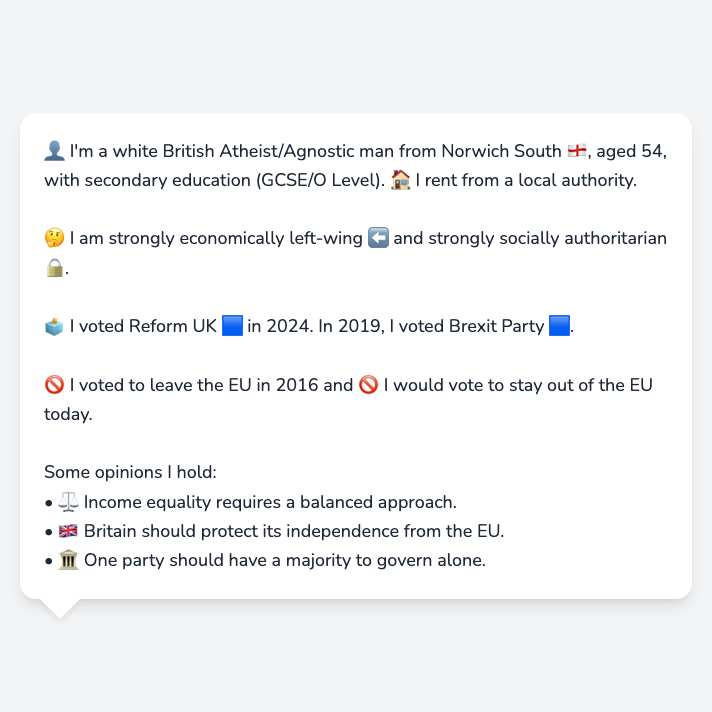 👤 I'm a white British Atheist/Agnostic man from Norwich South 🏴󠁧󠁢󠁥󠁮󠁧󠁿, aged 54,
with secondary education (GCSE/O Level). 🏠 I rent from a local authority.
🤔 I am strongly economically left-wing ⬅️ and strongly socially authoritarian
🔒.
🗳️ I voted Reform UK 🟦 in 2024. In 2019, I voted Brexit Party 🟦.
🚫 I voted to leave the EU in 2016 and 🚫 I would vote to stay out of the EU
today.
Some opinions I hold:
• ⚖️ Income equality requires a balanced approach.
• 🇬🇧 Britain should protect its independence from the EU.
• 🏛️ One party should have a majority to govern alone.